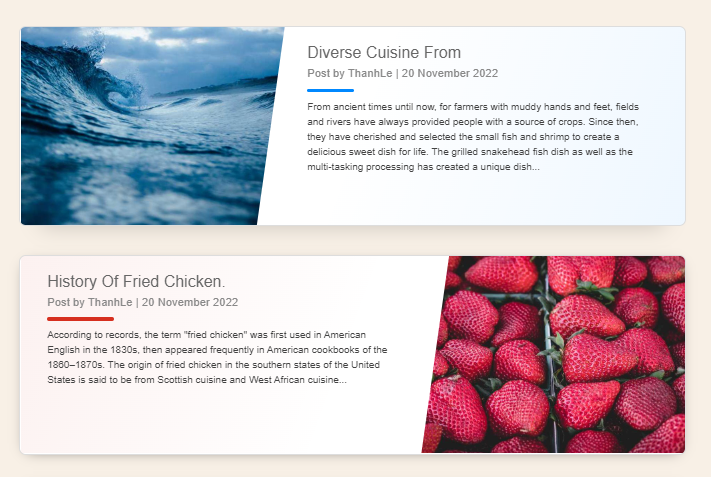 Diverse Cuisine From
Post by ThanhLe | 20 November 2022
From ancient times until now, for farmers with muddy hands and feet, fields
and rivers have always provided people with a source of crops. Since then,
they have cherished and selected the small fish and shrimp to create a
delicious sweet dish for life. The grilled snakehead fish dish as well as the
multi-tasking processing has created a unique dish...
History Of Fried Chicken.
Post by ThanhLe | 20 November 2022
According to records, the term "fried chicken" was first used in American
English in the 1830s, then appeared frequently in American cookbooks of the
1860–1870s. The origin of fried chicken in the southern states of the United
States is said to be from Scottish cuisine and West African cuisine...